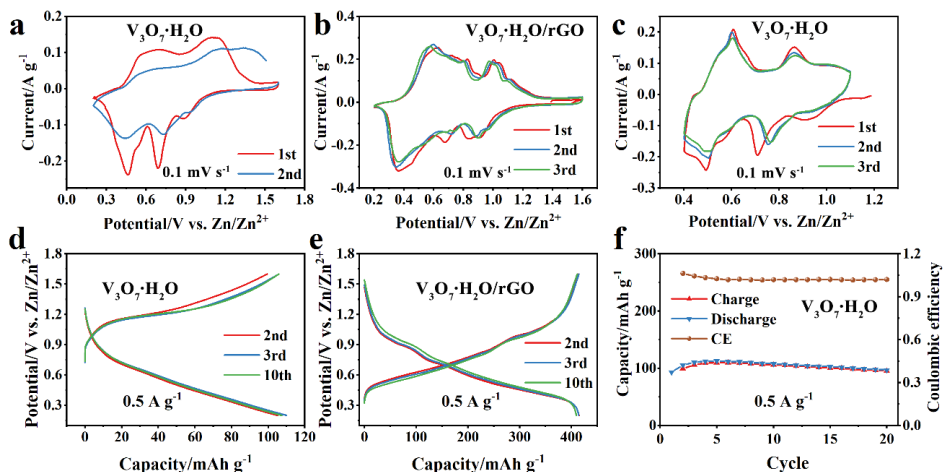 a
V₃O₇·H₂O
Current/A g⁻¹
0.2
0.1
0.0
-0.1
-0.2
1st
2nd
0.1 mV s⁻¹
0.0 0.3 0.6 0.9 1.2 1.5 1.8
Potential/V vs. Zn/Zn²⁺
b
V₃O₇·H₂O/rGO
Current/A g⁻¹
0.4
0.2
0.0
-0.2
-0.4
1st
2nd
3rd
0.1 mV s⁻¹
0.2 0.4 0.6 0.8 1.0 1.2 1.4 1.6
Potential/V vs. Zn/Zn²⁺
c
V₃O₇·H₂O
Current/A g⁻¹
0.3
0.2
0.1
0.0
-0.1
-0.2
-0.3
1st
2nd
3rd
0.1 mV s⁻¹
0.4 0.6 0.8 1.0 1.2
Potential/V vs. Zn/Zn²⁺
d
V₃O₇·H₂O
Potential/V vs. Zn/Zn²⁺
1.8
1.5
1.2
0.9
0.6
0.3
2nd
3rd
10th
0.5 A g⁻¹
0 20 40 60 80 100 120
Capacity/mAh g⁻¹
e
V₃O₇·H₂O/rGO
Potential/V vs. Zn/Zn²⁺
1.8
1.5
1.2
0.9
0.6
0.3
2nd
3rd
10th
0.5 A g⁻¹
0 100 200 300 400
Capacity/mAh g⁻¹
f
Capacity/mAh g⁻¹
300
250
200
150
100
50
0
Charge
Discharge
CE
V₃O₇·H₂O
0.5 A g⁻¹
1.2
0.9
0.6
0.3
0.0
Coulombic efficiency
0 5 10 15 20
Cycle